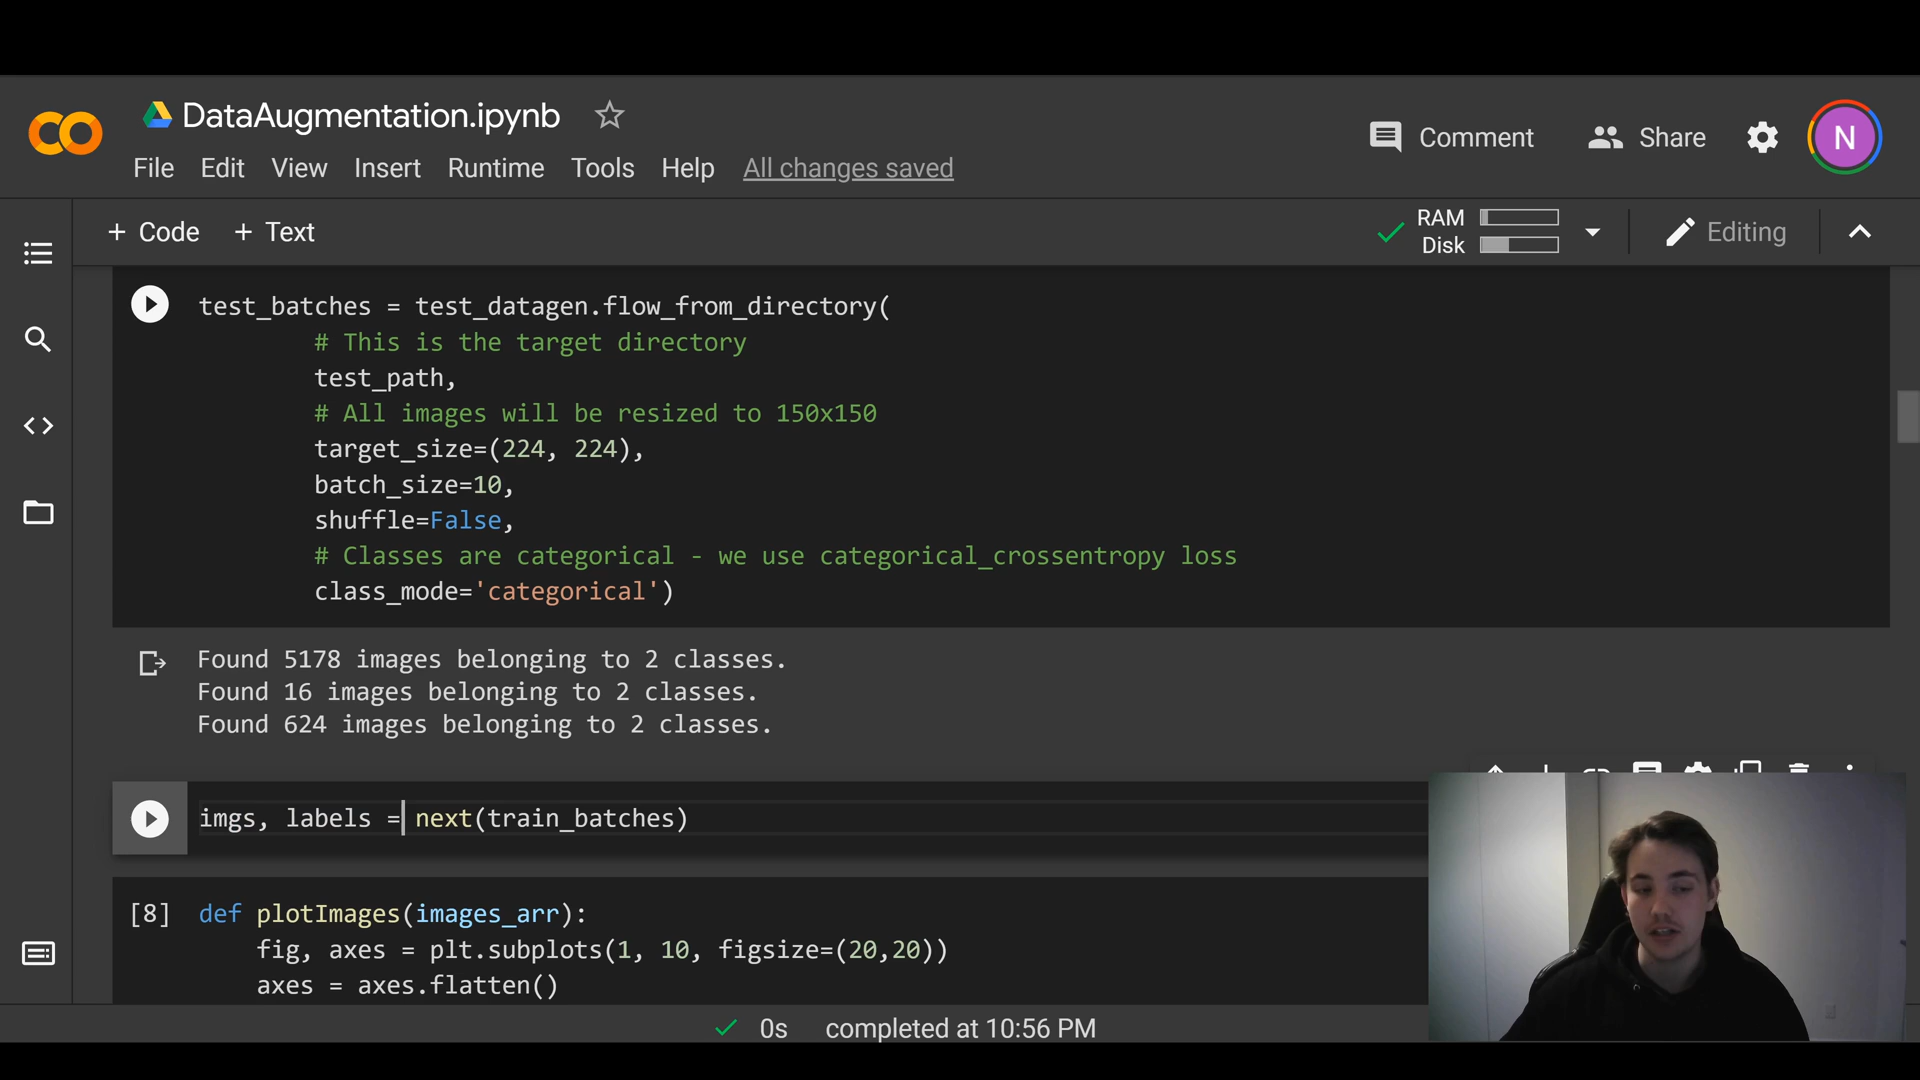 DataAugmentation.ipynb
Comment
Share
N
File Edit View Insert Runtime Tools Help All changes saved
+ Code + Text
RAM
Disk
Editing
test_batches = test_datagen.flow_from_directory(
# This is the target directory
test_path,
# All images will be resized to 150x150
target_size=(224, 224),
batch_size=10,
shuffle=False,
# Classes are categorical - we use categorical_crossentropy loss
class_mode='categorical')
Found 5178 images belonging to 2 classes.
Found 16 images belonging to 2 classes.
Found 624 images belonging to 2 classes.
imgs, labels = next(train_batches)
[8] def plotImages(images_arr):
fig, axes = plt.subplots(1, 10, figsize=(20,20))
axes = axes.flatten()
0s completed at 10:56 PM